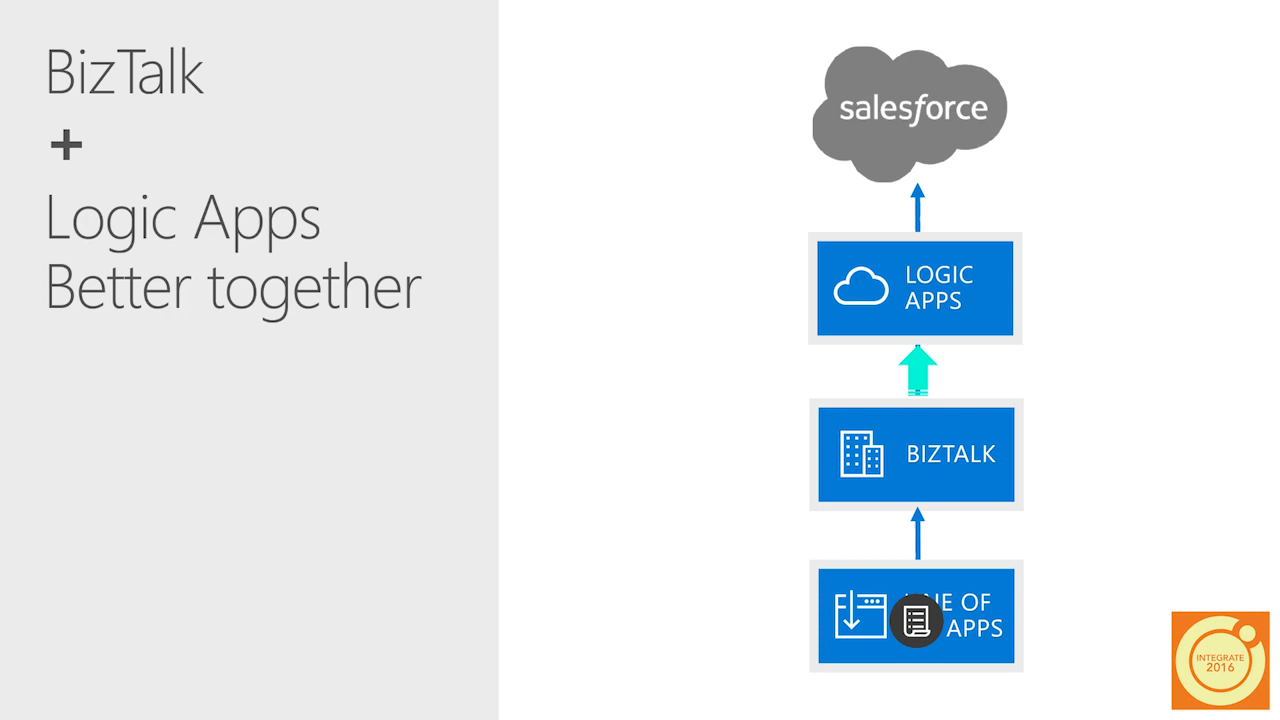 BizTalk
+
Logic Apps
Better together
salesforce
LOGIC
APPS
BIZTALK
OF
APPS
INTEGRATE
2016